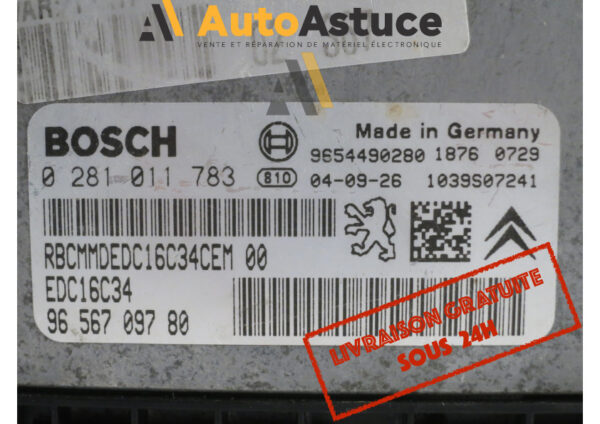 AutoAstuce
VENTE ET RÉPARATION DE MATÉRIEL ÉLECTRONIQUE
BOSCH
Made in Germany
9654490280 1876 0729
0 281 011 783 810 04-09-26 1039S07241
RBCMMDEDC16C34CEM 00
EDC16C34
96 567 097 80
LIVRAISON GRATUITE
SOUS 24H